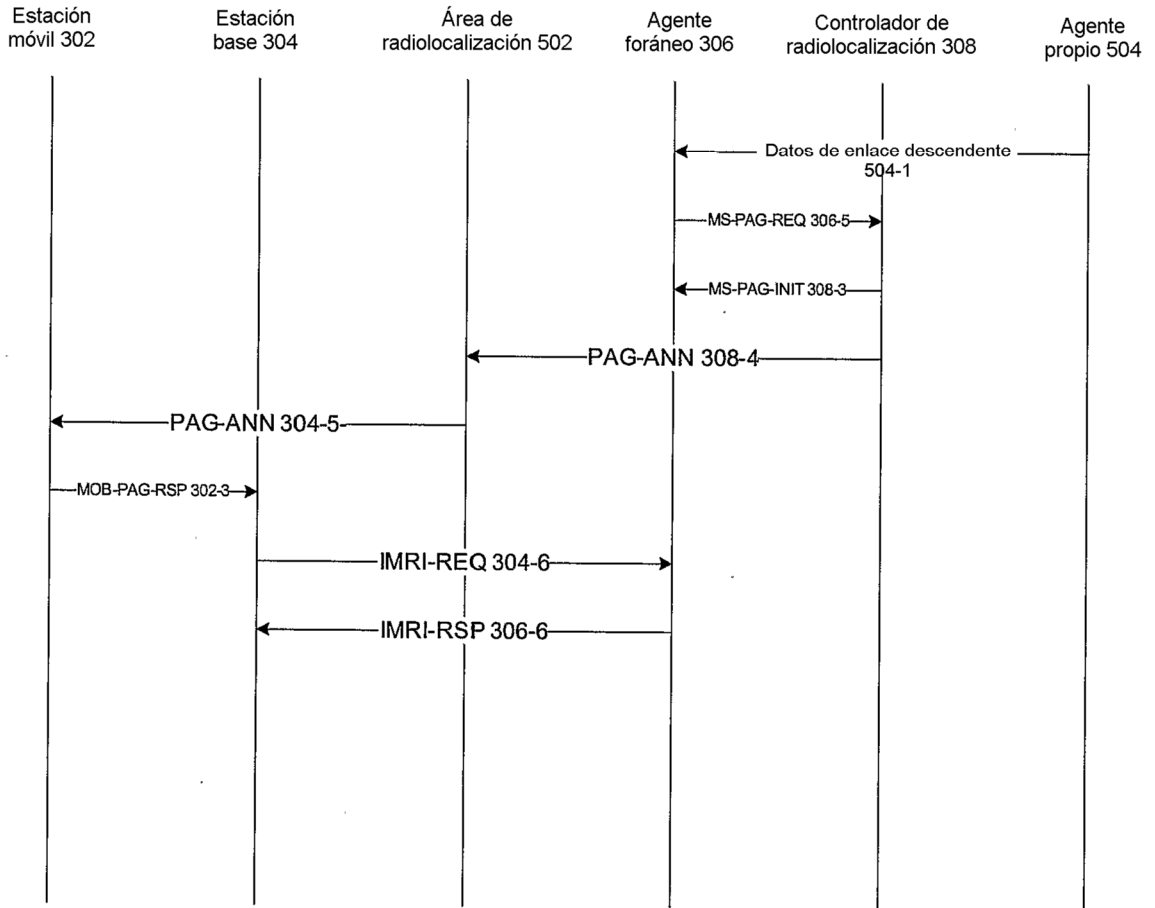 Estación
móvil 302
Estación
base 304
Área de
radiolocalización 502
Agente
foráneo 306
Controlador de
radiolocalización 308
Agente
propio 504
Datos de enlace descendente
504-1
MS-PAG-REQ 306-5
MS-PAG-INIT 308-3
PAG-ANN 308-4
PAG-ANN 304-5
MOB-PAG-RSP 302-3
IMRI-REQ 304-6
IMRI-RSP 306-6